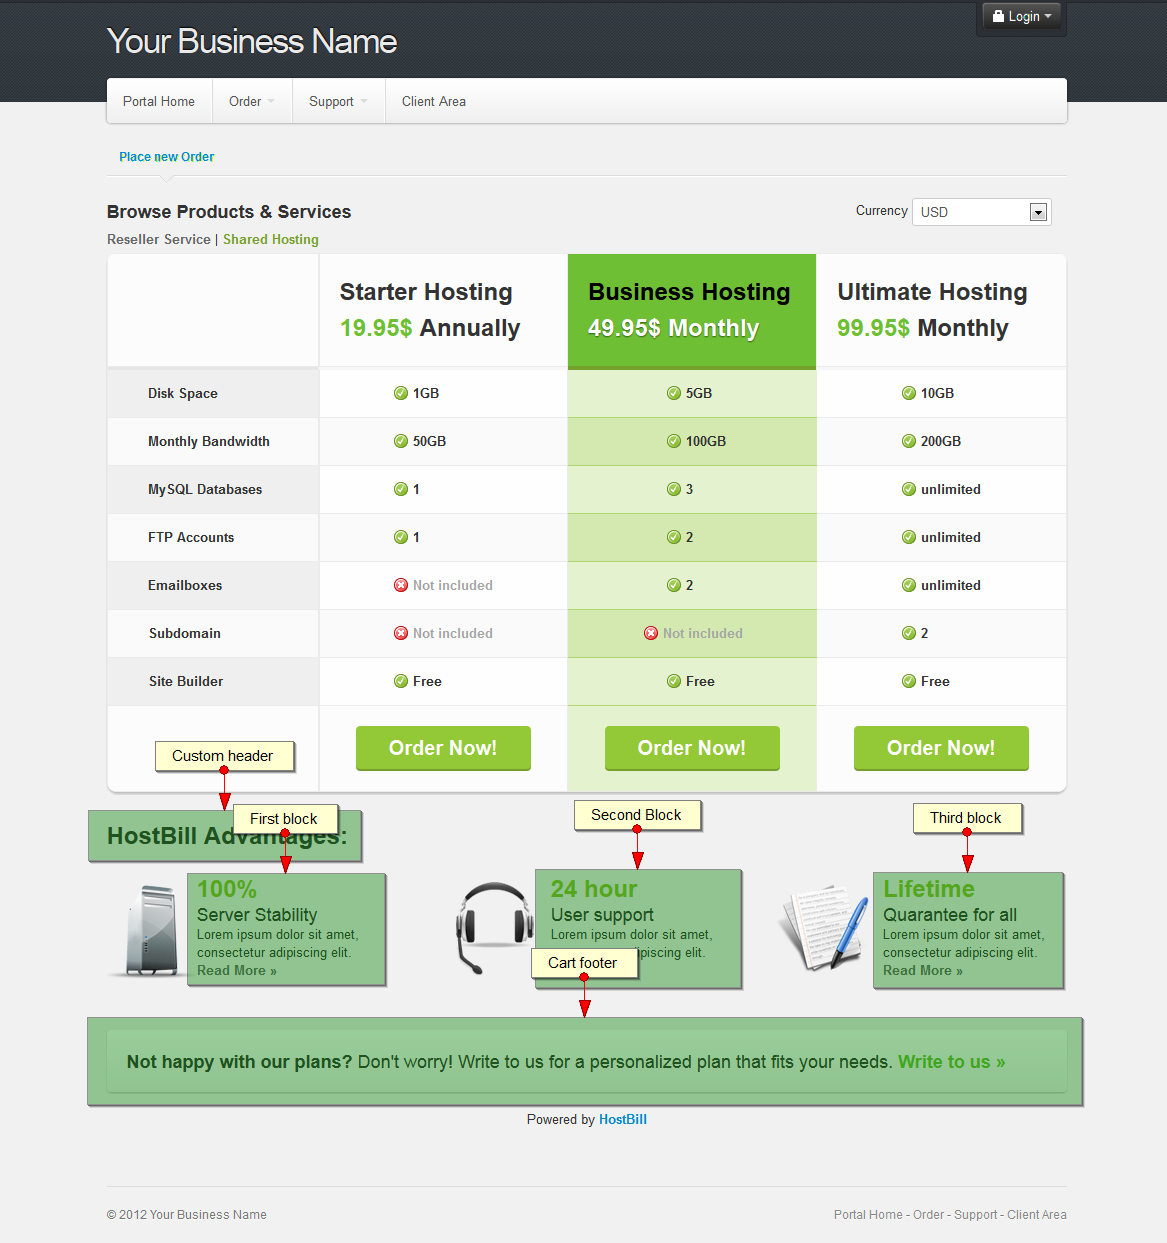 Login
Your Business Name
Portal Home Order Support Client Area
Place new Order
Browse Products & Services
Currency USD
Reseller Service | Shared Hosting
Starter Hosting Business Hosting Ultimate Hosting
19.95$ Annually 49.95$ Monthly 99.95$ Monthly
Disk Space 1GB 5GB 10GB
Monthly Bandwidth 50GB 100GB 200GB
MySQL Databases 1 3 unlimited
FTP Accounts 1 2 unlimited
Emailboxes Not included 2 unlimited
Subdomain Not included Not included 2
Site Builder Free Free Free
Order Now! Order Now! Order Now!
Custom header
First block
Second Block
Third block
HostBill Advantages:
100%
Server Stability
Lorem ipsum dolor sit amet,
consectetur adipiscing elit.
Read More »
24 hour
User support
Lorem ipsum dolor sit amet,
elit.
Lifetime
Quarantee for all
Lorem ipsum dolor sit amet,
consectetur adipiscing elit.
Read More »
Cart footer
Not happy with our plans? Don't worry! Write to us for a personalized plan that fits your needs. Write to us »
Powered by HostBill
© 2012 Your Business Name
Portal Home - Order - Support - Client Area